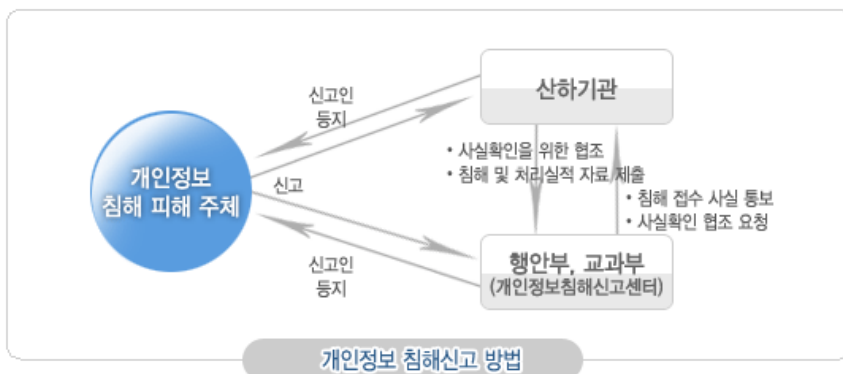 신고인
등지
산하기관
개인정보
침해 피해 주체
신고
• 사실확인을 위한 협조
• 침해 및 처리실적 자료 제출
• 침해 접수 사실 통보
• 사실확인 협조 요청
신고인
등지
행안부, 교과부
(개인정보침해신고센터)
개인정보 침해신고 방법